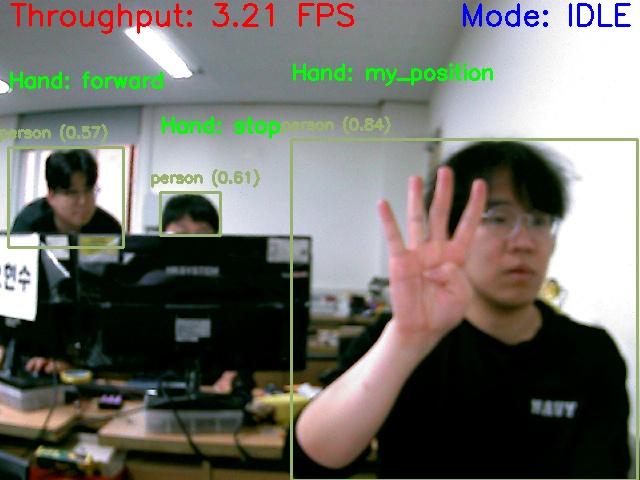 Throughput: 3.21 FPS
Mode: IDLE
Hand: forward
Hand: my_position
person (0.57)
Hand: stop
person (0.84)
person (0.61)
현수
NAVY